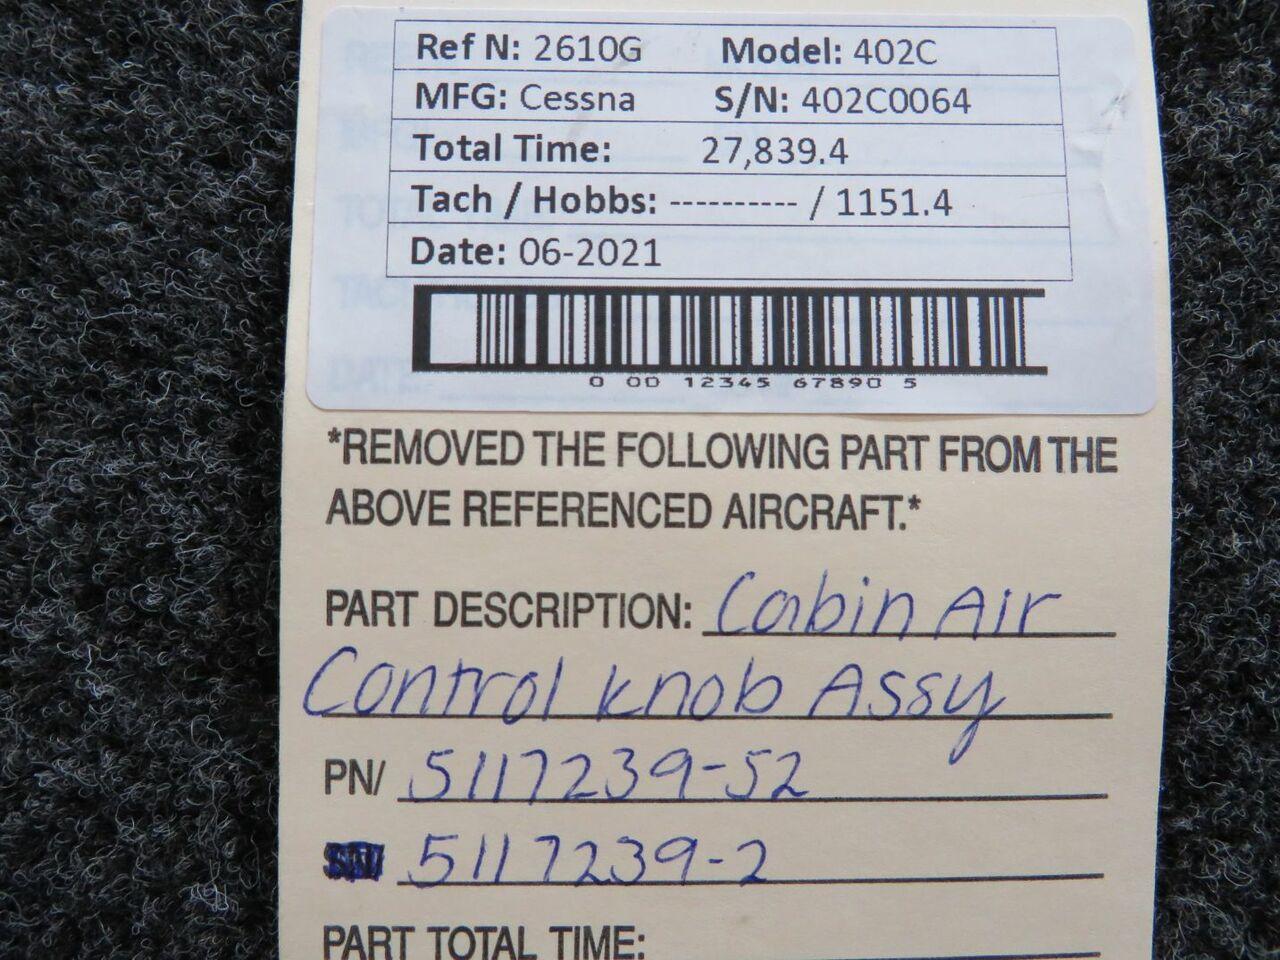 Ref N: 2610G Model: 402C
MFG: Cessna S/N: 402C0064
Total Time: 27,839.4
Tach / Hobbs: ---------- / 1151.4
Date: 06-2021
0 00 12345 67890 5
*REMOVED THE FOLLOWING PART FROM THE
ABOVE REFERENCED AIRCRAFT.*
PART DESCRIPTION: Cabin Air
Control knob Assy
PN/ 5117239-52
5117239-2
PART TOTAL TIME: